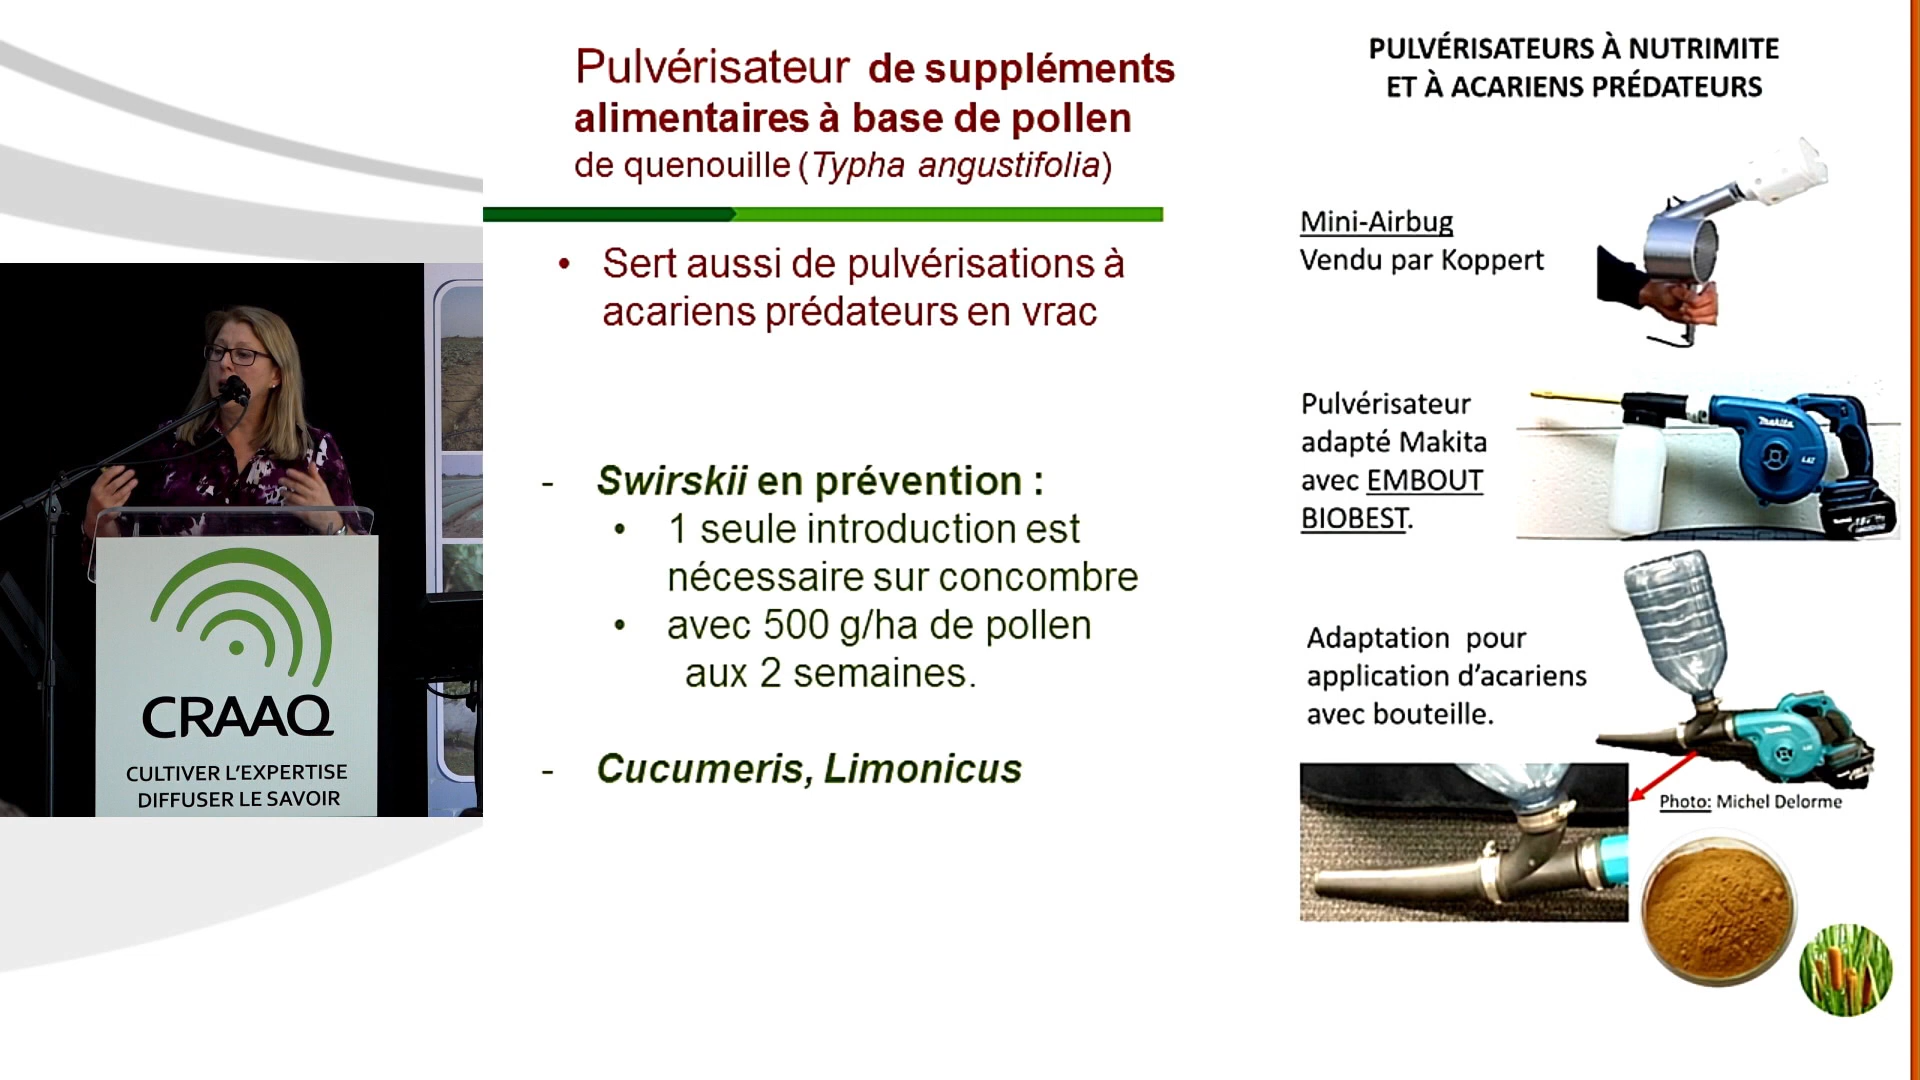 Pulvérisateur de suppléments
alimentaires à base de pollen
de quenouille (Typha angustifolia)
• Sert aussi de pulvérisations à
acariens prédateurs en vrac
- Swirskii en prévention :
• 1 seule introduction est
nécessaire sur concombre
• avec 500 g/ha de pollen
aux 2 semaines.
- Cucumeris, Limonicus
PULVÉRISATEURS À NUTRIMITE
ET À ACARIENS PRÉDATEURS
Mini-Airbug
Vendu par Koppert
Pulvérisateur
adapté Makita
avec EMBOUT
BIOBEST.
Makita
Adaptation pour
application d'acariens
avec bouteille.
Photo: Michel Delorme
CRAAQ
CULTIVER L'EXPERTISE
DIFFUSER LE SAVOIR